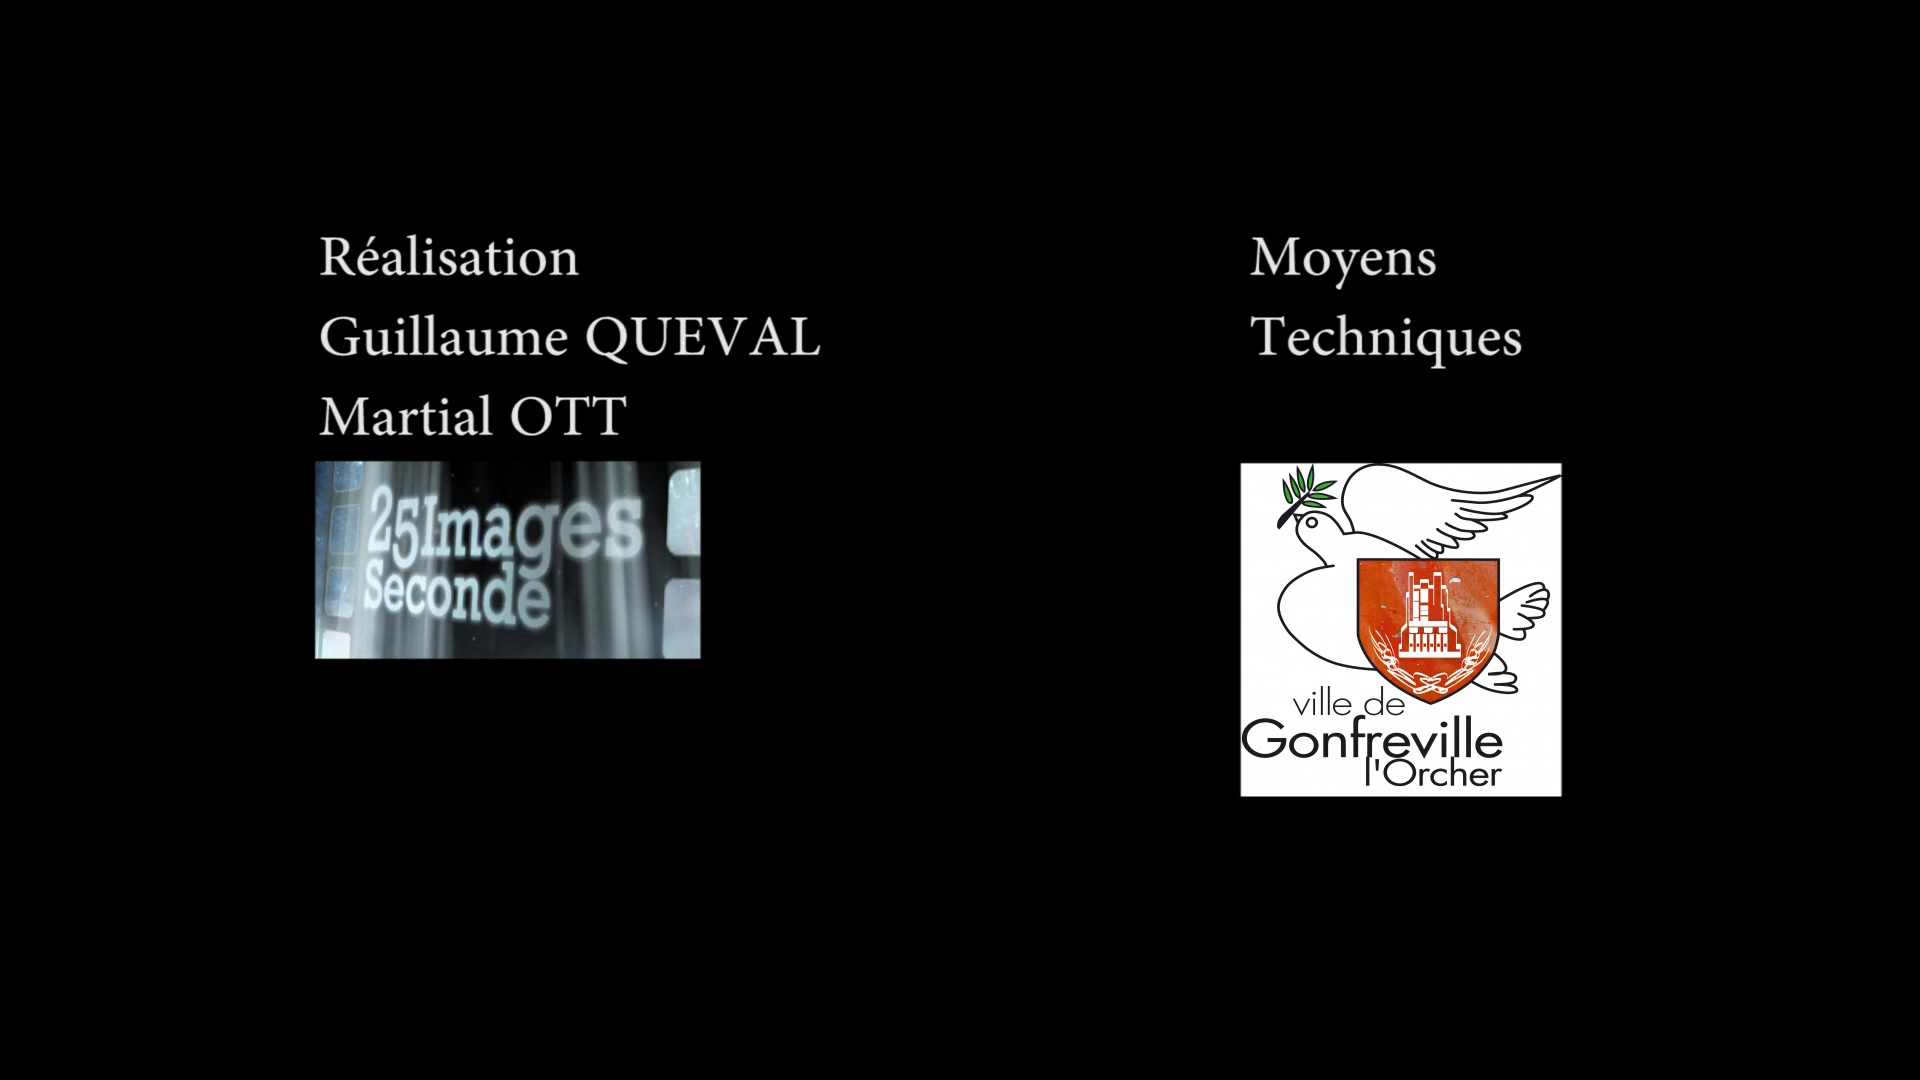 Réalisation
Guillaume QUEVAL
Martial OTT
25Images
Seconde
Moyens
Techniques
ville de
Gonfreville
l'Orcher